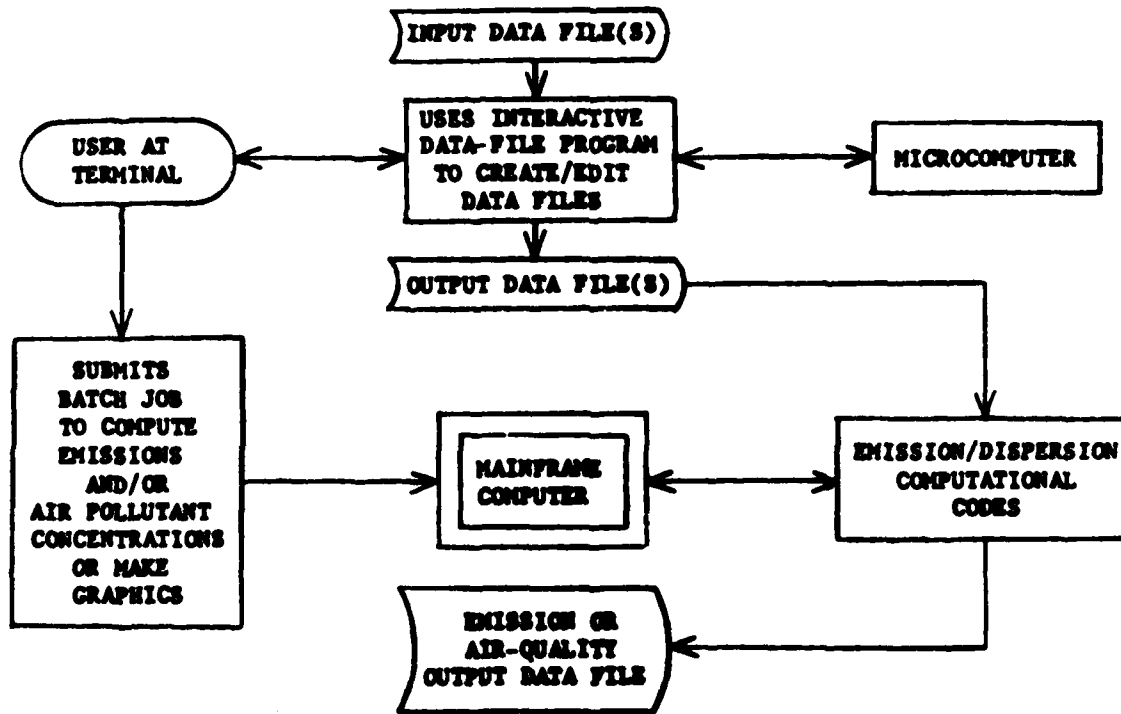 INPUT DATA FILE(S)
USES INTERACTIVE
DATA-FILE PROGRAM
TO CREATE/EDIT
DATA FILES
USER AT
TERMINAL
MICROCOMPUTER
OUTPUT DATA FILE(S)
SUBMITS
BATCH JOB
TO COMPUTE
EMISSIONS
AND/OR
AIR POLLUTANT
CONCENTRATIONS
OR MAKE
GRAPHICS
MAINFRAME
COMPUTER
EMISSION/DISPERSION
COMPUTATIONAL
CODES
EMISSION OR
AIR-QUALITY
OUTPUT DATA FILE